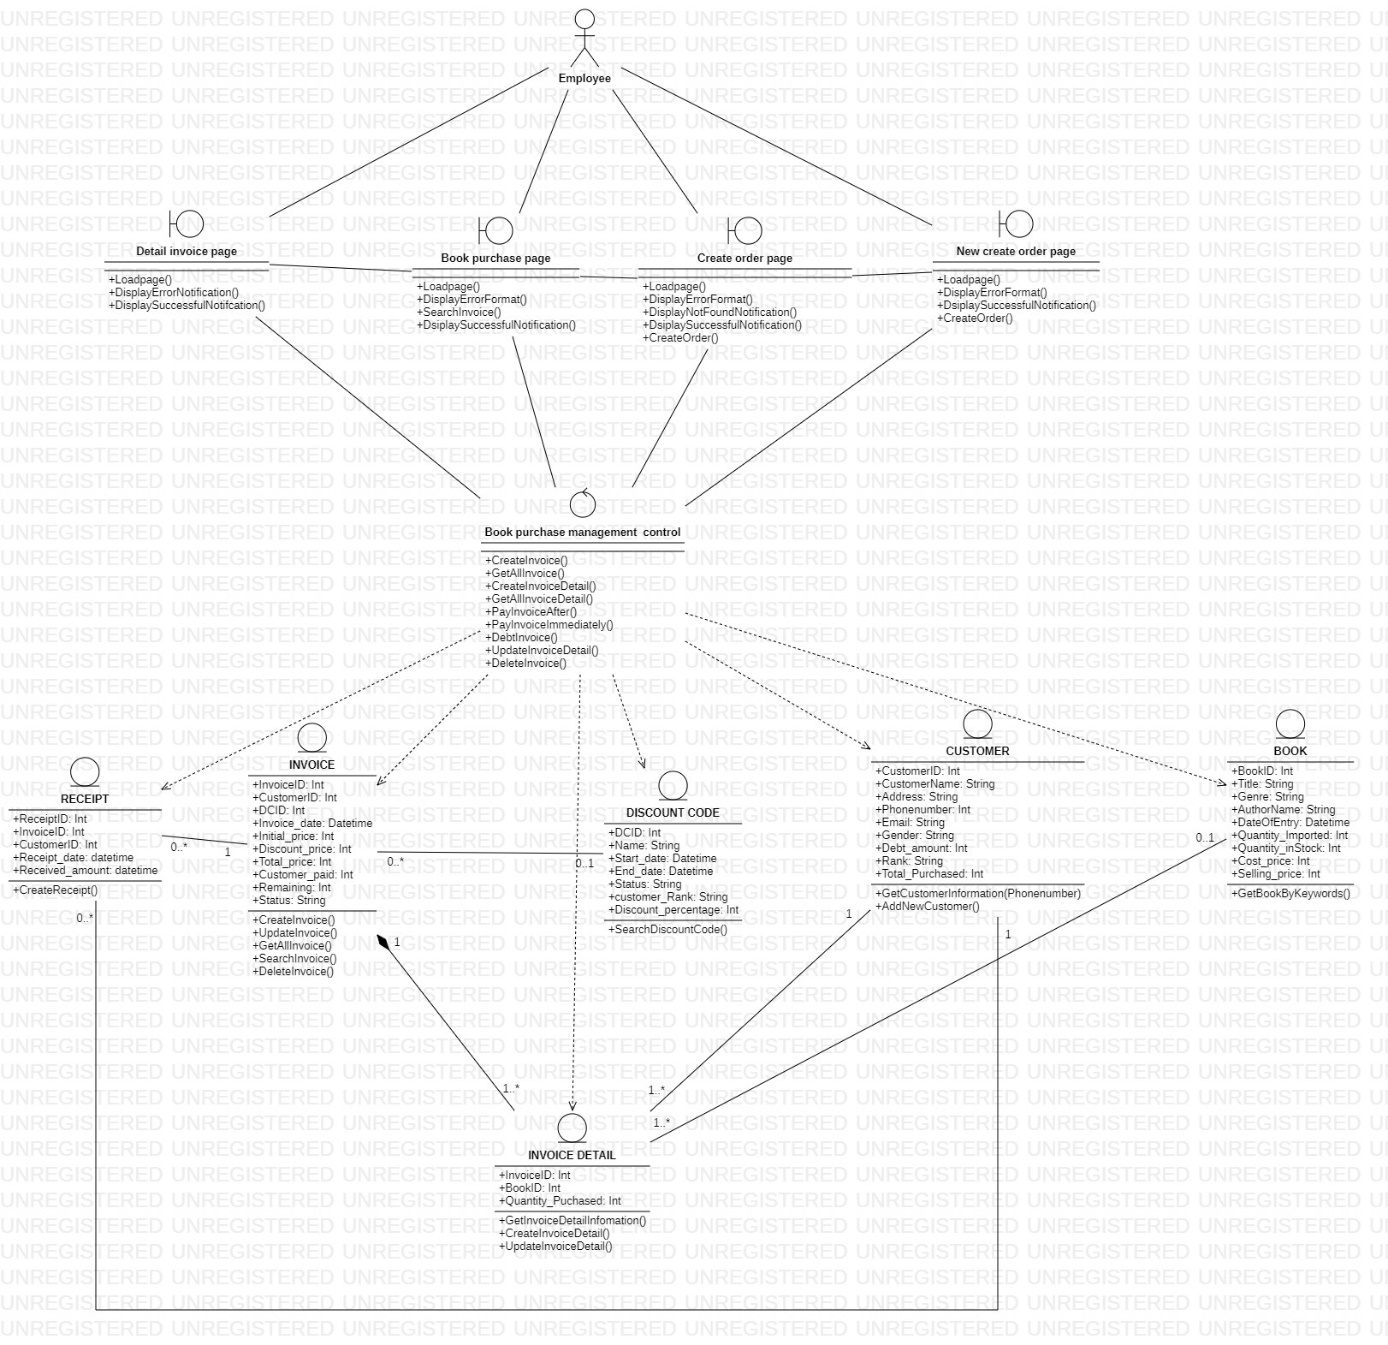 Employee
Detail invoice page
+Loadpage()
+DisplayErrorNotification()
+DisplaySuccessfulNotifcation()
Book purchase page
+Loadpage()
+DisplayErrorFormat()
+SearchInvoice()
+DsiplaySuccessfulNotification()
Create order page
+Loadpage()
+DisplayErrorFormat()
+DisplayNotFoundNotification()
+DsiplaySuccessfulNotification()
+CreateOrder()
New create order page
+Loadpage()
+DisplayErrorFormat()
+DsiplaySuccessfulNotification()
+CreateOrder()
Book purchase management control
+CreateInvoice()
+GetAllInvoice()
+CreateInvoiceDetail()
+GetAllInvoiceDetail()
+PayInvoiceAfter()
+PayInvoiceImmediately()
+DebtInvoice()
+UpdateInvoiceDetail()
+DeleteInvoice()
RECEIPT
+ReceiptID: Int
+InvoiceID: Int
+CustomerID: Int
+Receipt_date: datetime
+Received_amount: datetime
+CreateReceipt()
0..*
0..*
1
INVOICE
+InvoiceID: Int
+CustomerID: Int
+DCID: Int
+Invoice_date: Datetime
+Initial_price: Int
+Discount_price: Int
+Total_price: Int
+Customer_paid: Int
+Remaining: Int
+Status: String
+CreateInvoice()
+UpdateInvoice()
+GetAllInvoice()
+SearchInvoice()
+DeleteInvoice()
0..*
0..1
1
DISCOUNT CODE
+DCID: Int
+Name: String
+Start_date: Datetime
+End_date: Datetime
+Status: String
+customer_Rank: String
+Discount_percentage: Int
+SearchDiscountCode()
CUSTOMER
+CustomerID: Int
+CustomerName: String
+Address: String
+Phonenumber: Int
+Email: String
+Gender: String
+Debt_amount: Int
+Rank: String
+Total_Purchased: Int
+GetCustomerInformation(Phonenumber)
+AddNewCustomer()
1
1
BOOK
+BookID: Int
+Title: String
+Genre: String
+AuthorName: String
+DateOfEntry: Datetime
+Quantity_Imported: Int
+Quantity_inStock: Int
+Cost_price: Int
+Selling_price: Int
+GetBookByKeywords()
0..1
1..*
1..*
1..*
INVOICE DETAIL
+InvoiceID: Int
+BookID: Int
+Quantity_Puchased: Int
+GetInvoiceDetailInfomation()
+CreateInvoiceDetail()
+UpdateInvoiceDetail()